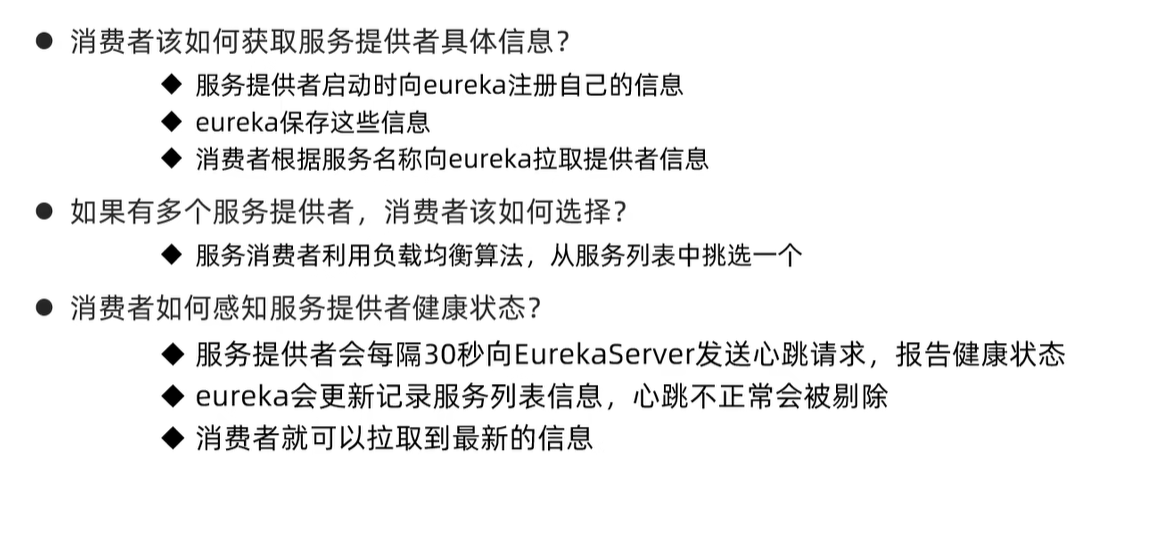 ● 消费者该如何获取服务提供者具体信息？
◆ 服务提供者启动时向eureka注册自己的信息
◆ eureka保存这些信息
◆ 消费者根据服务名称向eureka拉取提供者信息
● 如果有多个服务提供者，消费者该如何选择？
◆ 服务消费者利用负载均衡算法，从服务列表中挑选一个
● 消费者如何感知服务提供者健康状态？
◆ 服务提供者会每隔30秒向EurekaServer发送心跳请求，报告健康状态
◆ eureka会更新记录服务列表信息，心跳不正常会被剔除
◆ 消费者就可以拉取到最新的信息